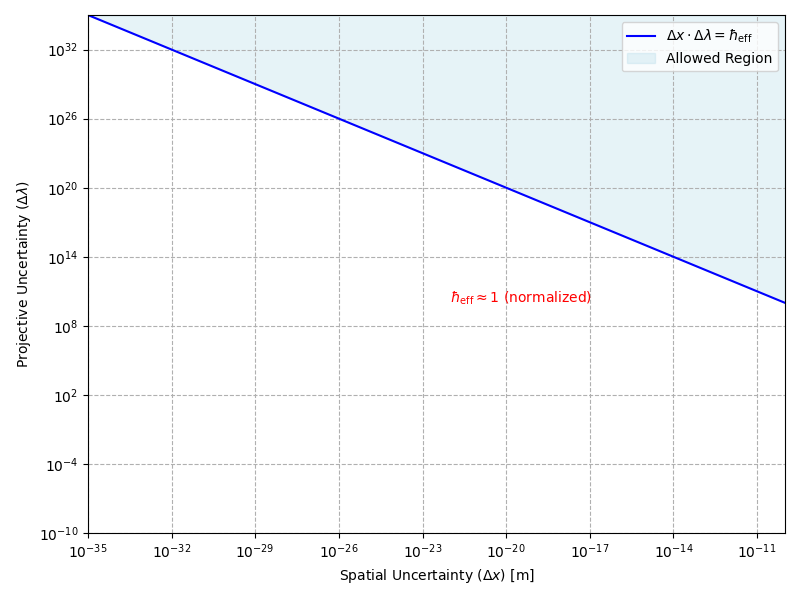 Δx · Δλ = ℏ_eff
Allowed Region
10^32
10^26
10^20
10^14
10^8
10^2
10^−4
10^−10
Projective Uncertainty (Δλ)
ℏ_eff ≈ 1 (normalized)
10^−35 10^−32 10^−29 10^−26 10^−23 10^−20 10^−17 10^−14 10^−11
Spatial Uncertainty (Δx) [m]